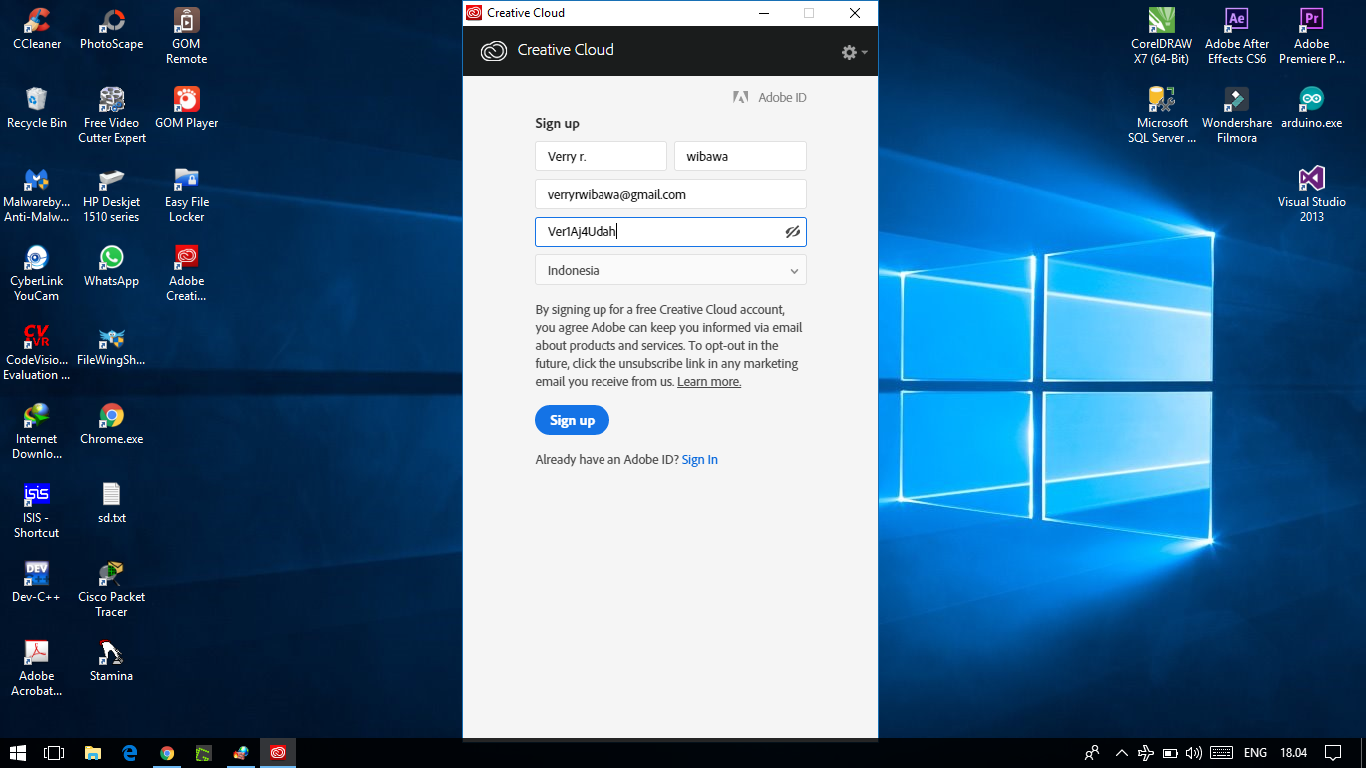 CCleaner
PhotoScape
GOM
Remote
Recycle Bin
Free Video
Cutter Expert
GOM Player
Malwareby...
Anti-Malw...
HP Deskjet
1510 series
Easy File
Locker
CyberLink
YouCam
WhatsApp
Adobe
Creati...
CodeVisio...
Evaluation ...
FileWingSh...
Internet
Downlo...
Chrome.exe
ISIS -
Shortcut
sd.txt
Dev-C++
Cisco Packet
Tracer
Adobe
Acrobat...
Stamina
Creative Cloud
Creative Cloud
Adobe ID
Sign up
Verry r.
wibawa
verryrwibawa@gmail.com
Ver1Aj4Udah
Indonesia
By signing up for a free Creative Cloud account,
you agree Adobe can keep you informed via email
about products and services. To opt-out in the
future, click the unsubscribe link in any marketing
email you receive from us. Learn more.
Sign up
Already have an Adobe ID? Sign In
CorelDRAW
X7 (64-Bit)
Ae
Adobe After
Effects CS6
Pr
Adobe
Premiere P...
Microsoft
SQL Server ...
Wondershare
Filmora
arduino.exe
Visual Studio
2013
CV
AVR
isis
DEV
ENG
18.04